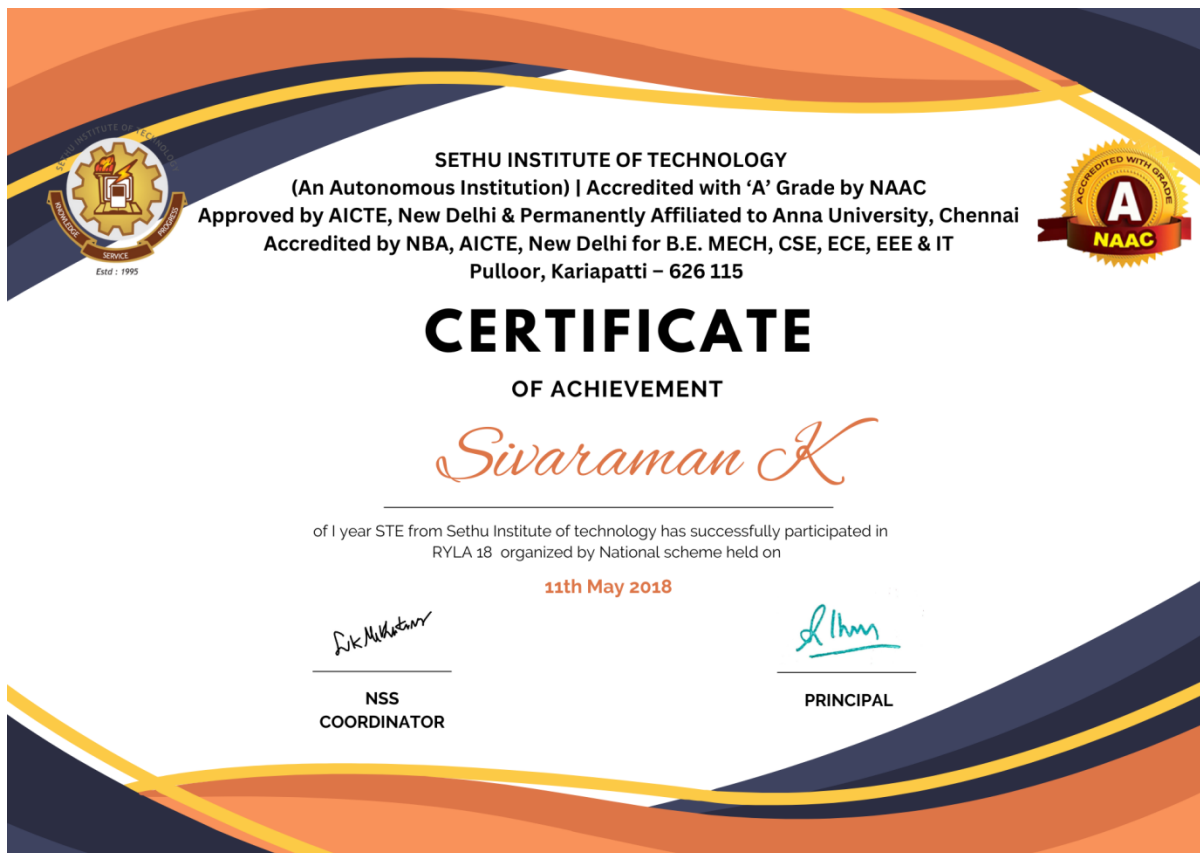 SETHU INSTITUTE OF TECHNOLOGY
SETHU INSTITUTE OF TECHNOLOGY
(An Autonomous Institution) | Accredited with ‘A’ Grade by NAAC
Approved by AICTE, New Delhi & Permanently Affiliated to Anna University, Chennai
Accredited by NBA, AICTE, New Delhi for B.E. MECH, CSE, ECE, EEE & IT
Pulloor, Kariapatti – 626 115
KNOWLEDGE
SERVICE
PROGRESS
Estd : 1995
ACCREDITED WITH GRADE
A
NAAC
CERTIFICATE
OF ACHIEVEMENT
Sivaraman K
of I year STE from Sethu Institute of technology has successfully participated in
RYLA 18 organized by National scheme held on
11th May 2018
NSS
COORDINATOR
PRINCIPAL